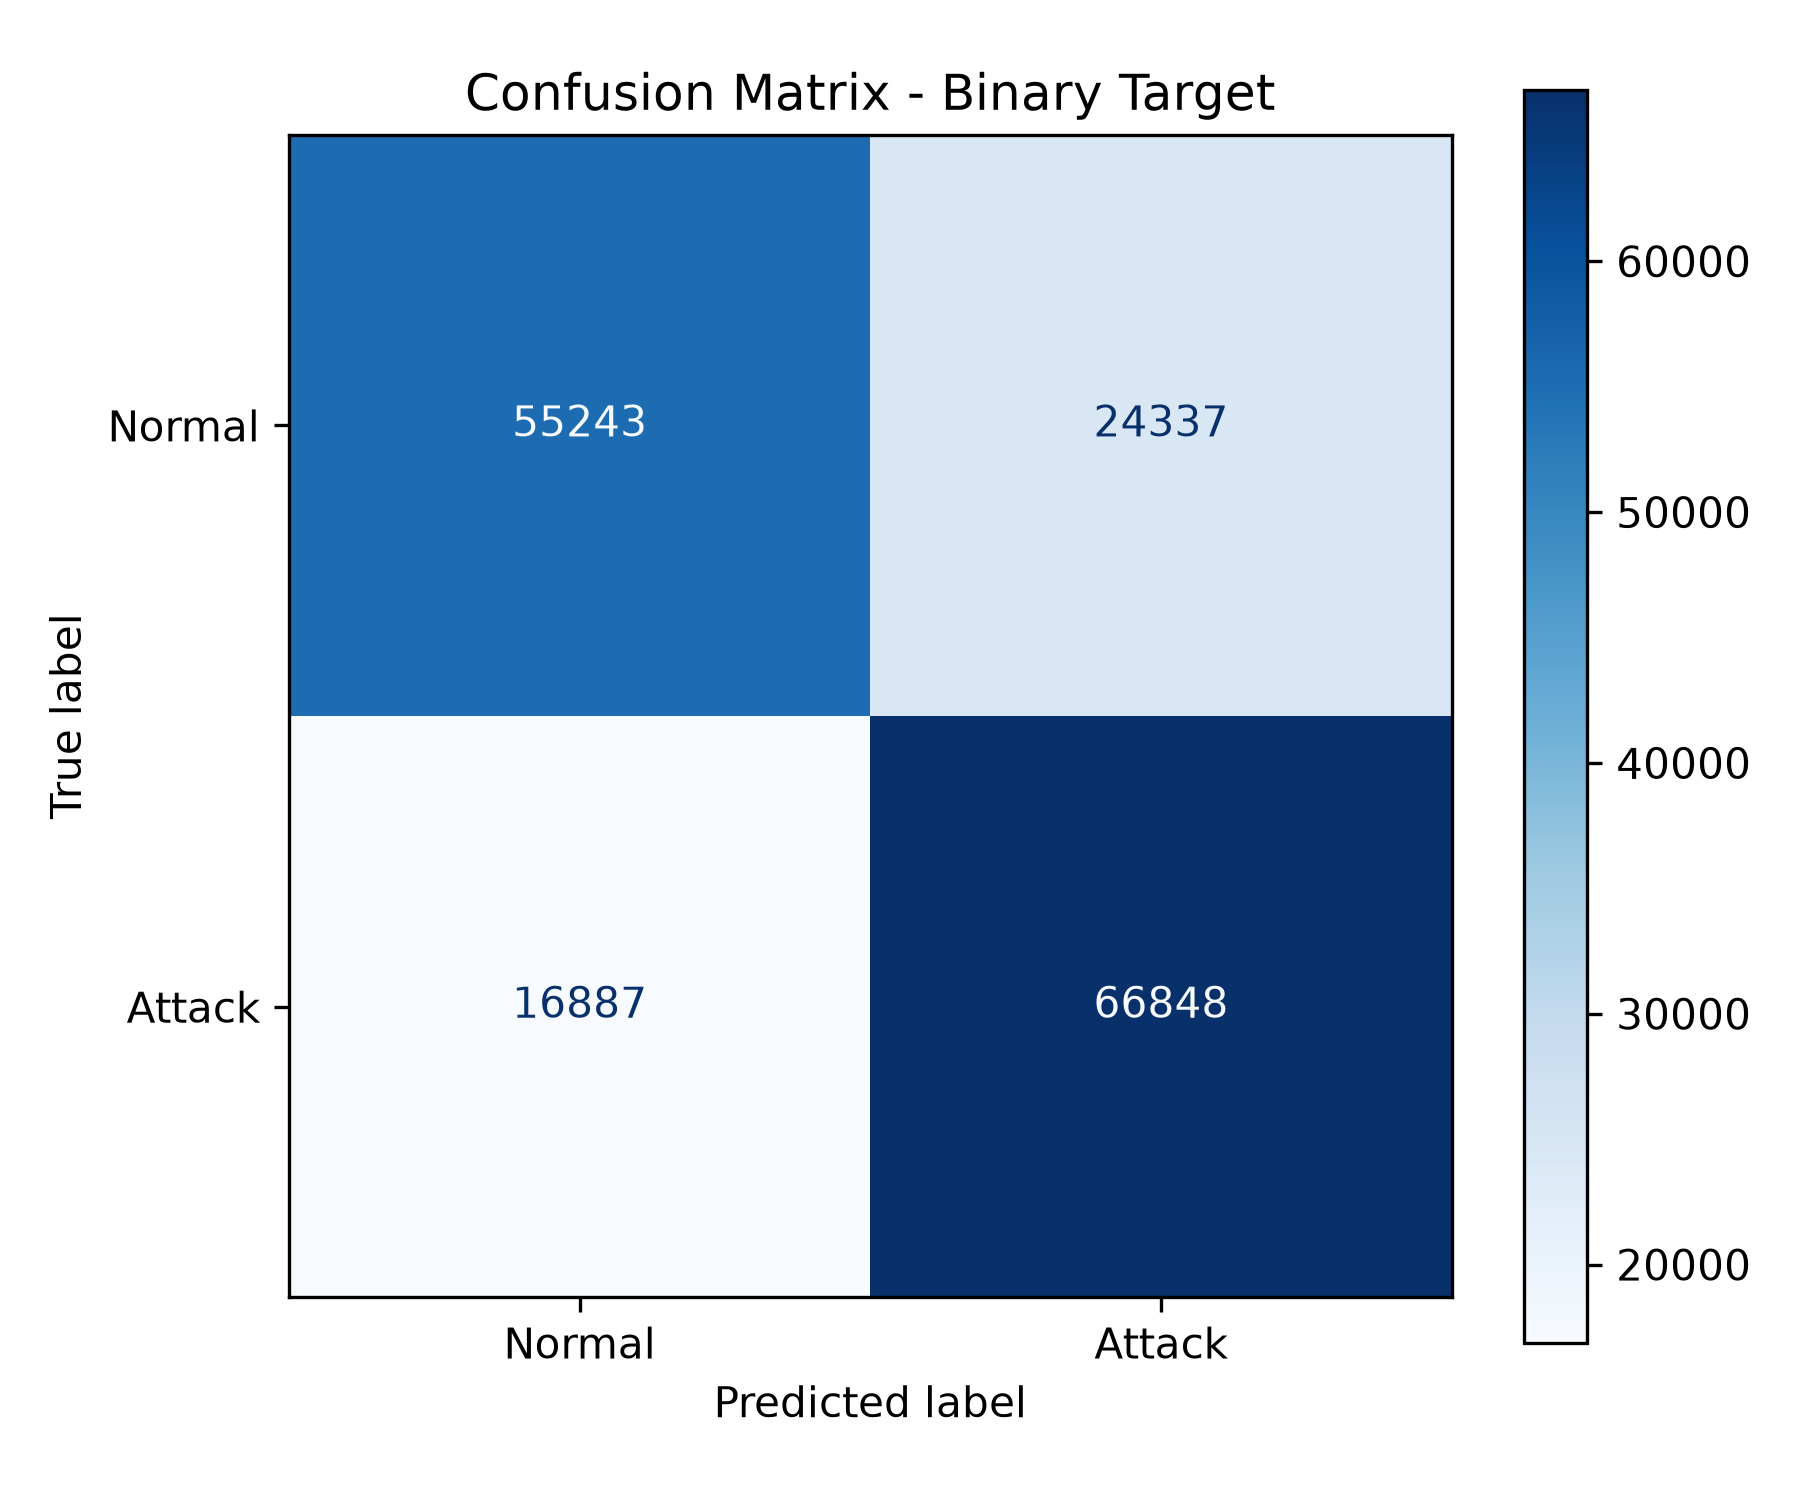 Confusion Matrix - Binary Target
60000
50000
40000
30000
20000
True label
Normal
Attack
55243
24337
16887
66848
Normal
Attack
Predicted label